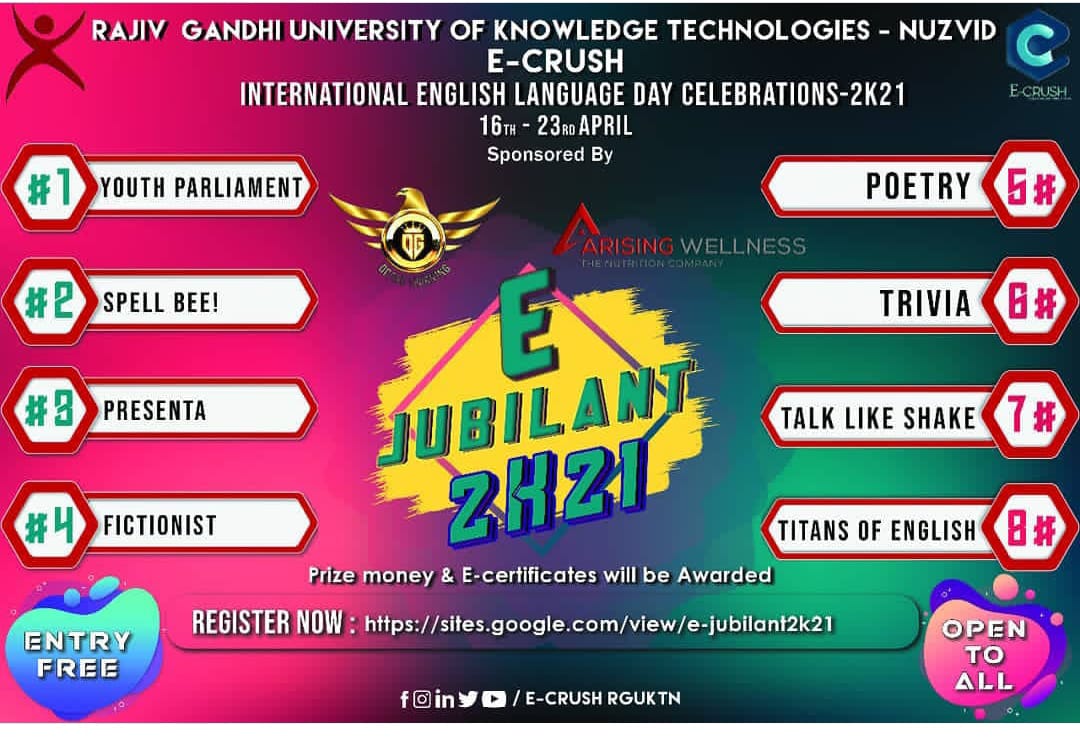 RAJIV GANDHI UNIVERSITY OF KNOWLEDGE TECHNOLOGIES - NUZVID
E-CRUSH
INTERNATIONAL ENGLISH LANGUAGE DAY CELEBRATIONS-2K21
16TH - 23RD APRIL
Sponsored By
E-CRUSH
#1 YOUTH PARLIAMENT
#2 SPELL BEE!
#3 PRESENTA
#4 FICTIONIST
ARISING WELLNESS
THE NUTRITION COMPANY
E
JUBILANT
2K21
POETRY 5#
TRIVIA 6#
TALK LIKE SHAKE 7#
TITANS OF ENGLISH 8#
Prize money & E-certificates will be Awarded
REGISTER NOW : https://sites.google.com/view/e-jubilant2k21
ENTRY
FREE
OPEN
TO
ALL
/ E-CRUSH RGUKTN